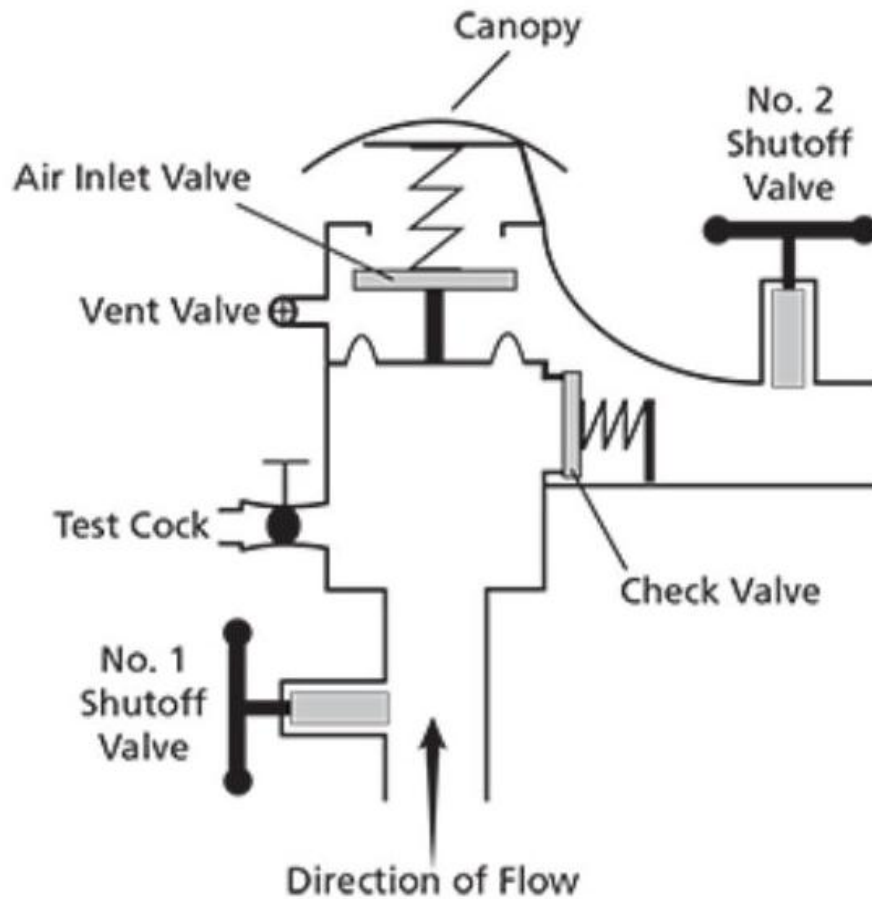 Canopy
No. 2
Shutoff
Valve
Air Inlet Valve
Vent Valve
Test Cock
Check Valve
No. 1
Shutoff
Valve
Direction of Flow